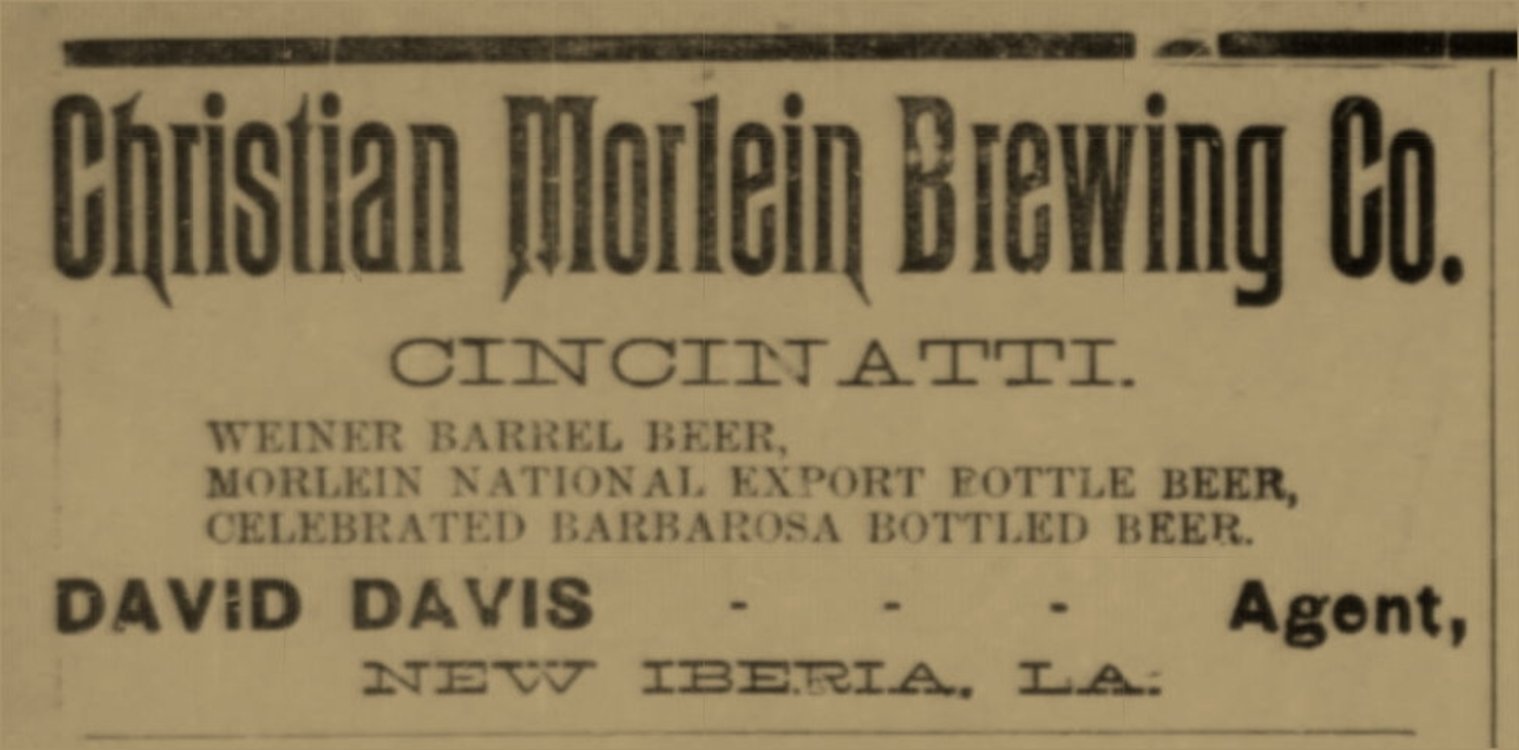 Christian Morlein Brewing Co.
CINCINATTI.
WEINER BARREL BEER,
MORLEIN NATIONAL EXPORT BOTTLE BEER,
CELEBRATED BARBAROSA BOTTLED BEER.
DAVID DAVIS - - - Agent,
NEW IBERIA, LA.